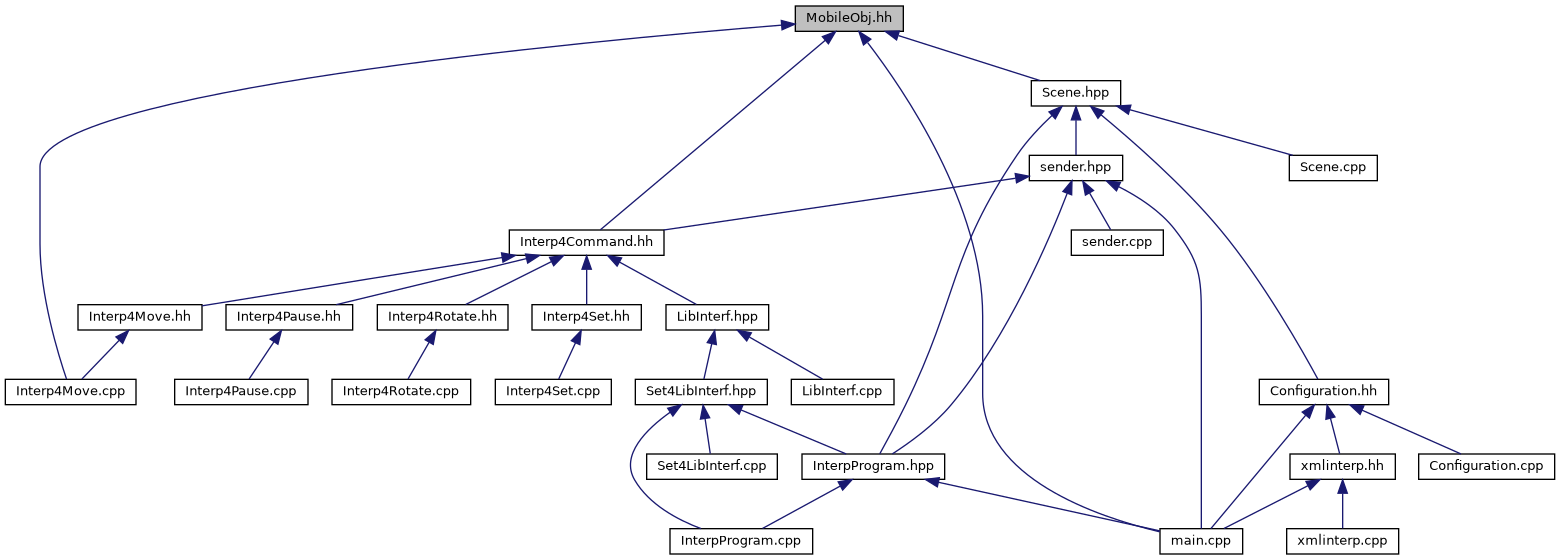 MobileObj.hh
Scene.hpp
sender.hpp
Scene.cpp
Interp4Command.hh
sender.cpp
Interp4Move.hh
Interp4Pause.hh
Interp4Rotate.hh
Interp4Set.hh
LibInterf.hpp
Interp4Move.cpp
Interp4Pause.cpp
Interp4Rotate.cpp
Interp4Set.cpp
Set4LibInterf.hpp
LibInterf.cpp
Configuration.hh
Set4LibInterf.cpp
InterpProgram.hpp
xmlinterp.hh
Configuration.cpp
InterpProgram.cpp
main.cpp
xmlinterp.cpp